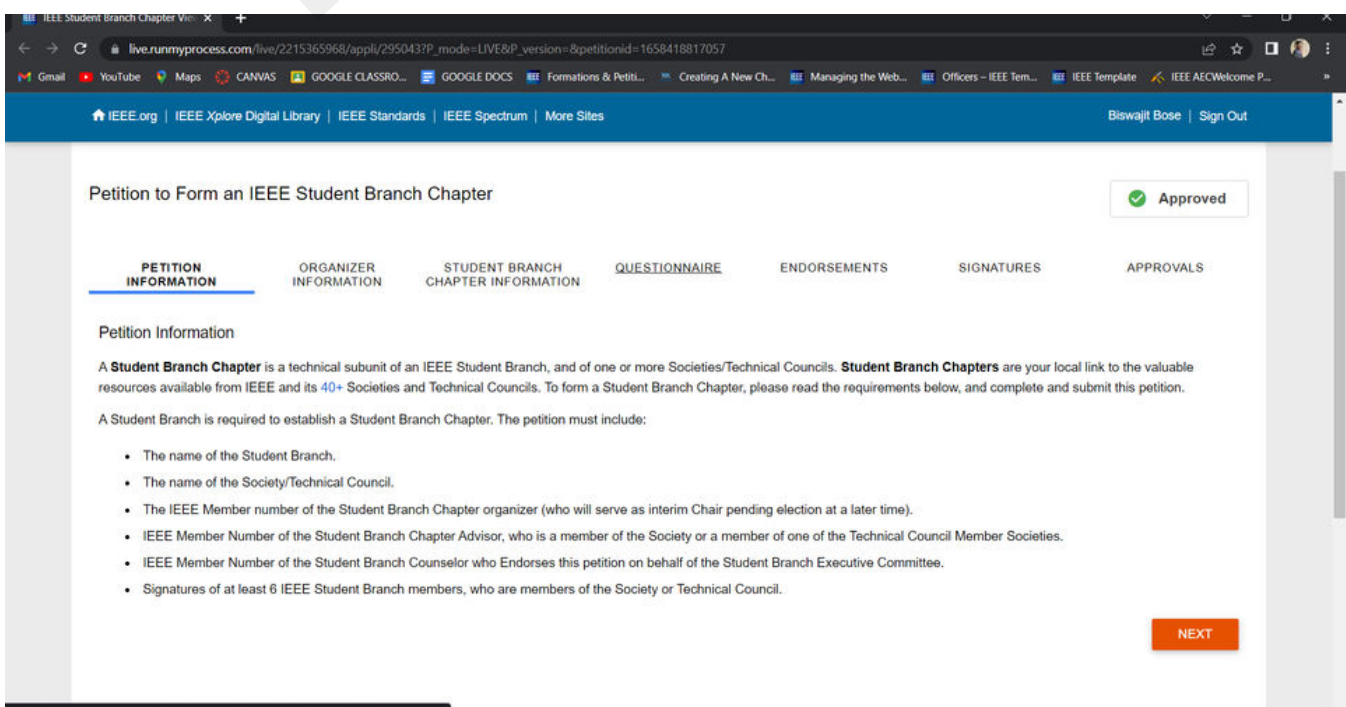 IEEE Student Branch Chapter Vie
live.runmyprocess.com/live/2215365968/appli/295043?P_mode=LIVE&P_version=&petitionid=1658418817057
Gmail YouTube Maps CANVAS GOOGLE CLASSRO... GOOGLE DOCS Formations & Petiti... Creating A New Ch... Managing the Web... Officers – IEEE Tem... IEEE Template IEEE AECWelcome P... »
IEEE.org | IEEE Xplore Digital Library | IEEE Standards | IEEE Spectrum | More Sites Biswajit Bose | Sign Out
Petition to Form an IEEE Student Branch Chapter Approved
PETITION INFORMATION ORGANIZER INFORMATION STUDENT BRANCH CHAPTER INFORMATION QUESTIONNAIRE ENDORSEMENTS SIGNATURES APPROVALS
Petition Information
A Student Branch Chapter is a technical subunit of an IEEE Student Branch, and of one or more Societies/Technical Councils. Student Branch Chapters are your local link to the valuable
resources available from IEEE and its 40+ Societies and Technical Councils. To form a Student Branch Chapter, please read the requirements below, and complete and submit this petition.
A Student Branch is required to establish a Student Branch Chapter. The petition must include:
• The name of the Student Branch.
• The name of the Society/Technical Council.
• The IEEE Member number of the Student Branch Chapter organizer (who will serve as interim Chair pending election at a later time).
• IEEE Member Number of the Student Branch Chapter Advisor, who is a member of the Society or a member of one of the Technical Council Member Societies.
• IEEE Member Number of the Student Branch Counselor who Endorses this petition on behalf of the Student Branch Executive Committee.
• Signatures of at least 6 IEEE Student Branch members, who are members of the Society or Technical Council.
NEXT